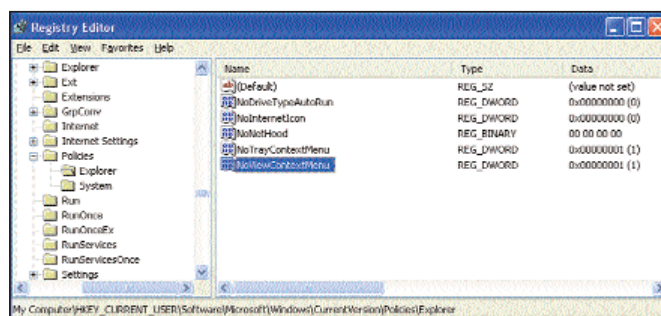 Registry Editor
File Edit View Favorites Help
Explorer
Ext
Extensions
GrpConv
Internet
Internet Settings
Policies
Explorer
System
Run
RunOnce
RunOnceEx
RunServices
RunServicesOnce
Settings
Name Type Data
(Default) REG_SZ (value not set)
NoDriveTypeAutoRun REG_DWORD 0x00000000 (0)
NoInternetIcon REG_DWORD 0x00000000 (0)
NoNetHood REG_BINARY 00 00 00 00
NoTrayContextMenu REG_DWORD 0x00000001 (1)
NoViewContextMenu REG_DWORD 0x00000001 (1)
My Computer\HKEY_CURRENT_USER\Software\Microsoft\Windows\CurrentVersion\Policies\Explorer